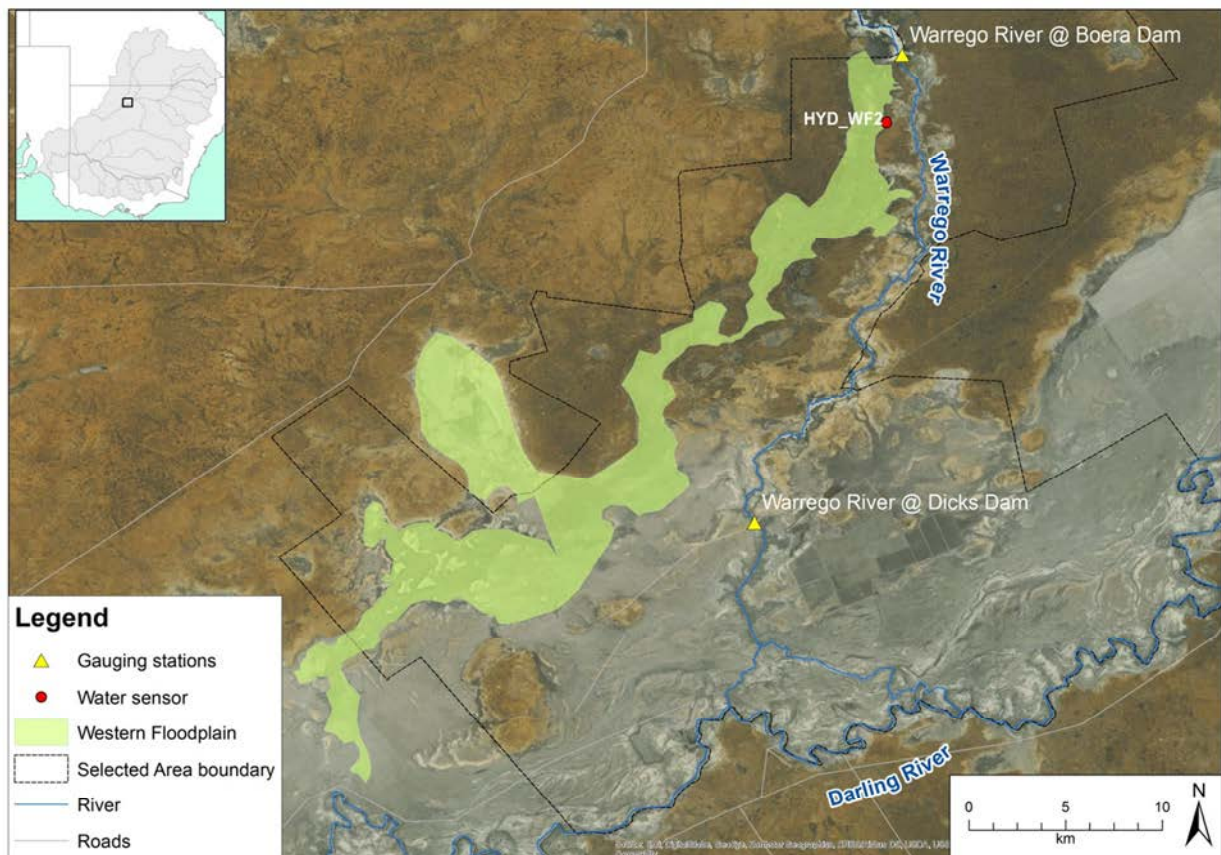 Warrego River @ Boera Dam
HYD_WF2
Warrego River
Warrego River @ Dicks Dam
Darling River
Legend
Gauging stations
Water sensor
Western Floodplain
Selected Area boundary
River
Roads
N
0 5 10
km